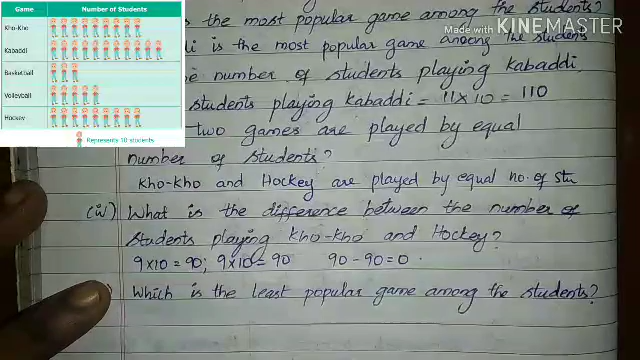 Game Number of Students
Kho-Kho
Kabaddi
Basketball
Volleyball
Hockey
Represents 10 students
Made with KINEMASTER
is the most popular game among the students?
is the most popular game among the students
number of students playing kabaddi,
students playing kabaddi = 11×10 = 110
two games are played by equal
number of students?
Kho-kho and Hockey are played by equal no. of stu
What is the difference between the number of
students playing Kho-kho and Hockey?
9×10=90; 9×10=90 90-90=0.
Which is the least popular game among the students?